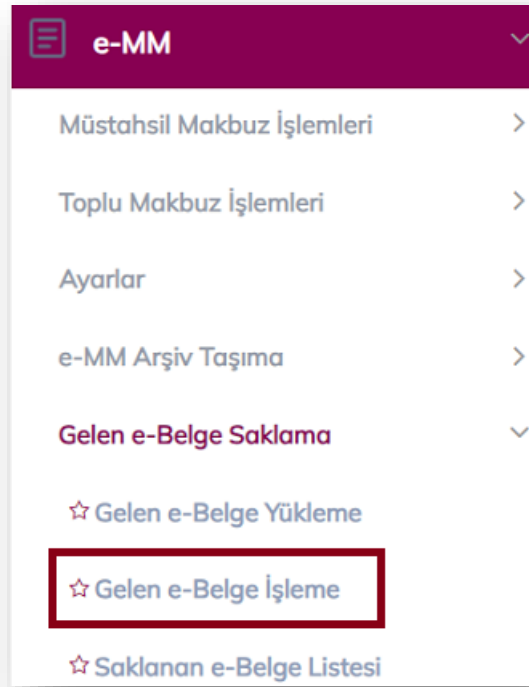 e-MM
Müstahsil Makbuz İşlemleri
Toplu Makbuz İşlemleri
Ayarlar
e-MM Arşiv Taşıma
Gelen e-Belge Saklama
Gelen e-Belge Yükleme
Gelen e-Belge İşleme
Saklanan e-Belge Listesi